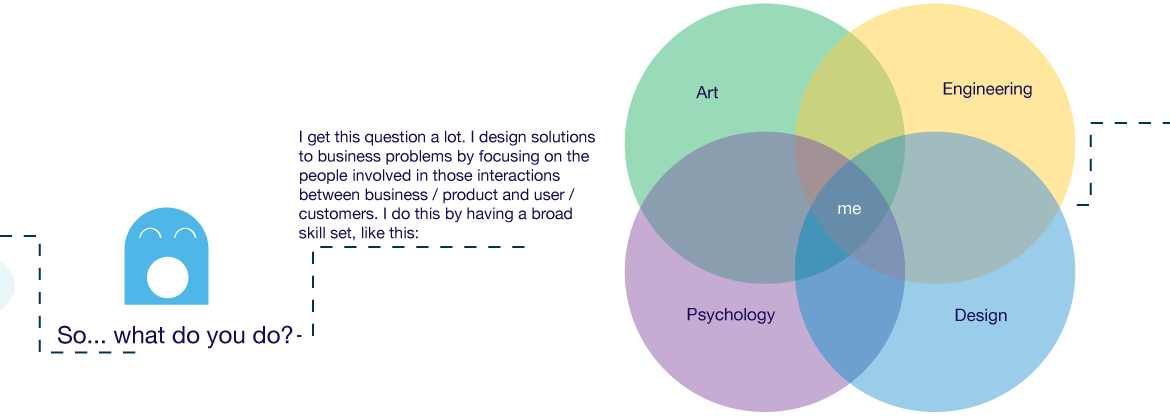 So... what do you do?
I get this question a lot. I design solutions
to business problems by focusing on the
people involved in those interactions
between business / product and user /
customers. I do this by having a broad
skill set, like this:
Art
Engineering
me
Psychology
Design